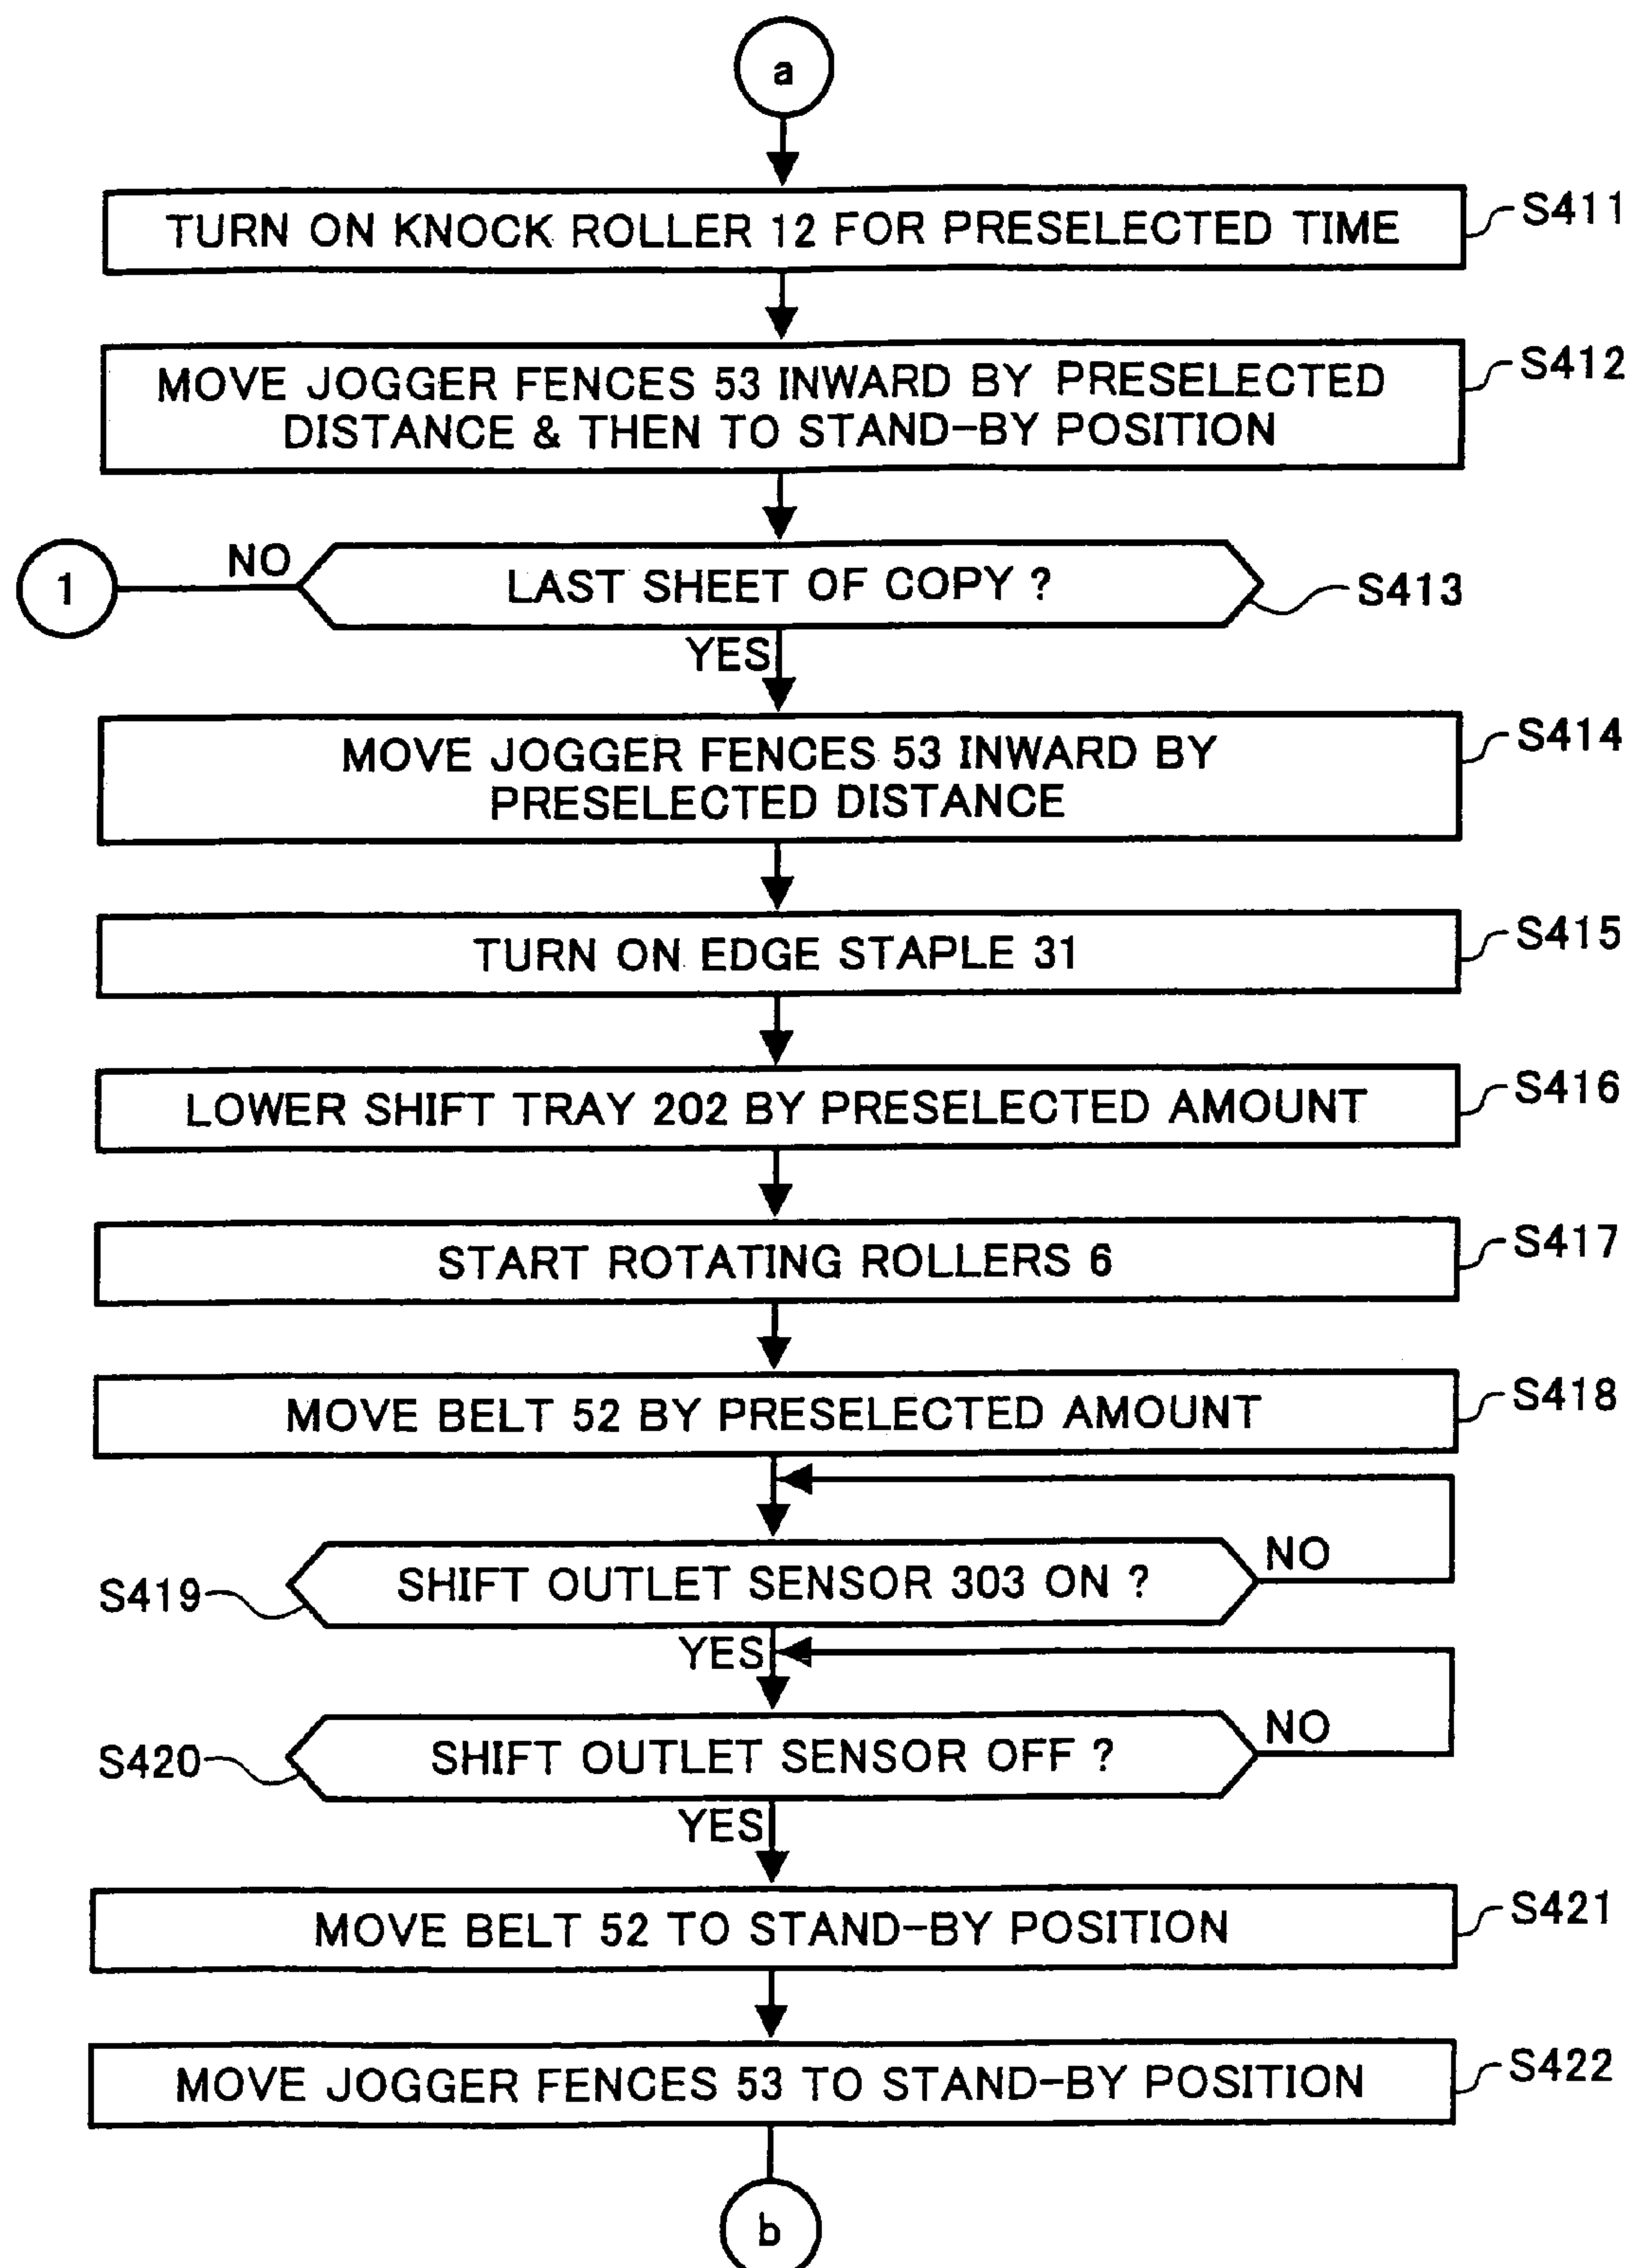 a
TURN ON KNOCK ROLLER 12 FOR PRESELECTED TIME
S411
MOVE JOGGER FENCES 53 INWARD BY PRESELECTED
DISTANCE & THEN TO STAND-BY POSITION
S412
1
NO
LAST SHEET OF COPY ?
S413
YES
MOVE JOGGER FENCES 53 INWARD BY
PRESELECTED DISTANCE
S414
TURN ON EDGE STAPLE 31
S415
LOWER SHIFT TRAY 202 BY PRESELECTED AMOUNT
S416
START ROTATING ROLLERS 6
S417
MOVE BELT 52 BY PRESELECTED AMOUNT
S418
S419
SHIFT OUTLET SENSOR 303 ON ?
NO
YES
S420
SHIFT OUTLET SENSOR OFF ?
NO
YES
MOVE BELT 52 TO STAND-BY POSITION
S421
MOVE JOGGER FENCES 53 TO STAND-BY POSITION
S422
b